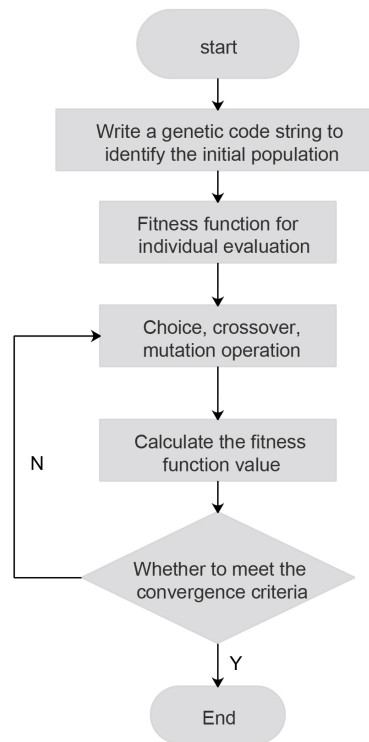 start
Write a genetic code string to
identify the initial population
Fitness function for
individual evaluation
Choice, crossover,
mutation operation
Calculate the fitness
function value
N
Whether to meet the
convergence criteria
Y
End